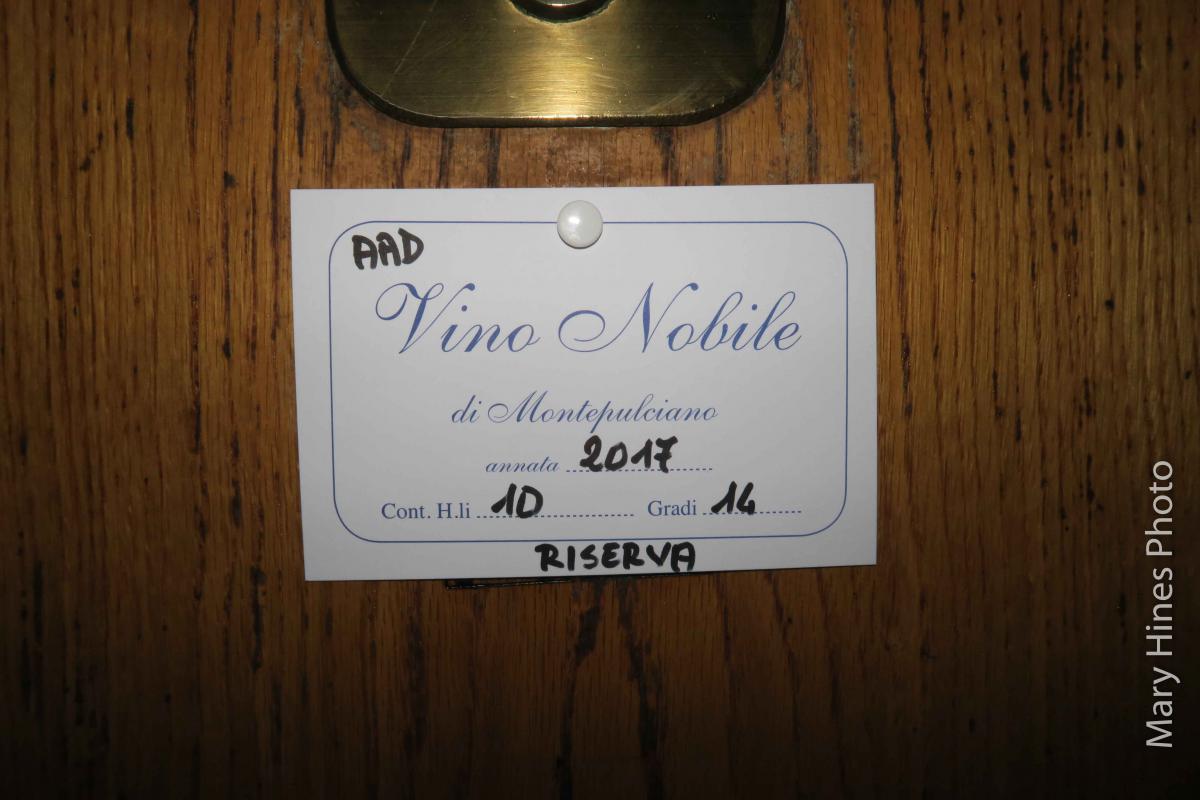 AAD
Vino Nobile
di Montepulciano
annata 2017
Cont. H.li 10 Gradi 14
RISERVA
Mary Hines Photo